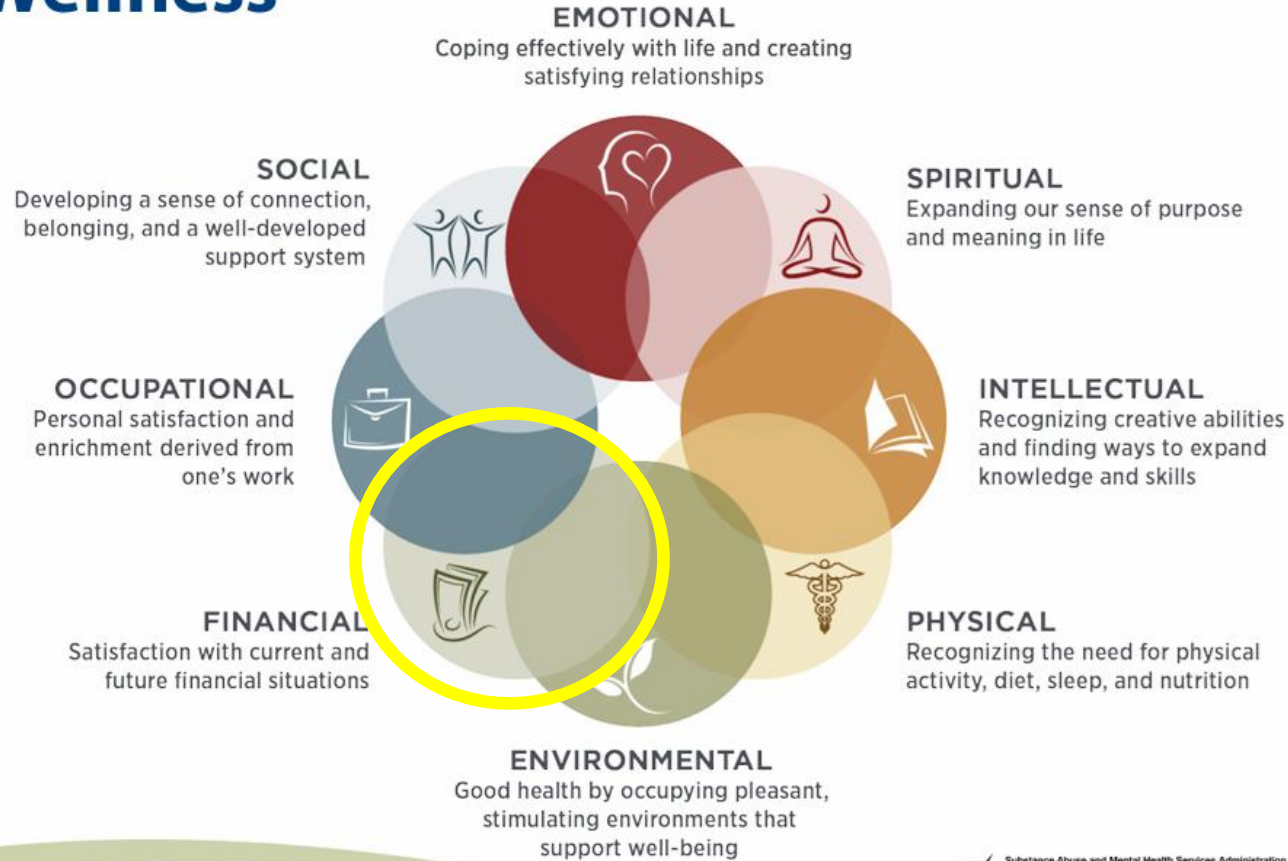 Wellness
EMOTIONAL
Coping effectively with life and creating
satisfying relationships
SOCIAL
Developing a sense of connection,
belonging, and a well-developed
support system
SPIRITUAL
Expanding our sense of purpose
and meaning in life
OCCUPATIONAL
Personal satisfaction and
enrichment derived from
one's work
INTELLECTUAL
Recognizing creative abilities
and finding ways to expand
knowledge and skills
FINANCIAL
Satisfaction with current and
future financial situations
PHYSICAL
Recognizing the need for physical
activity, diet, sleep, and nutrition
ENVIRONMENTAL
Good health by occupying pleasant,
stimulating environments that
support well-being
Substance Abuse and Mental Health Services Administration